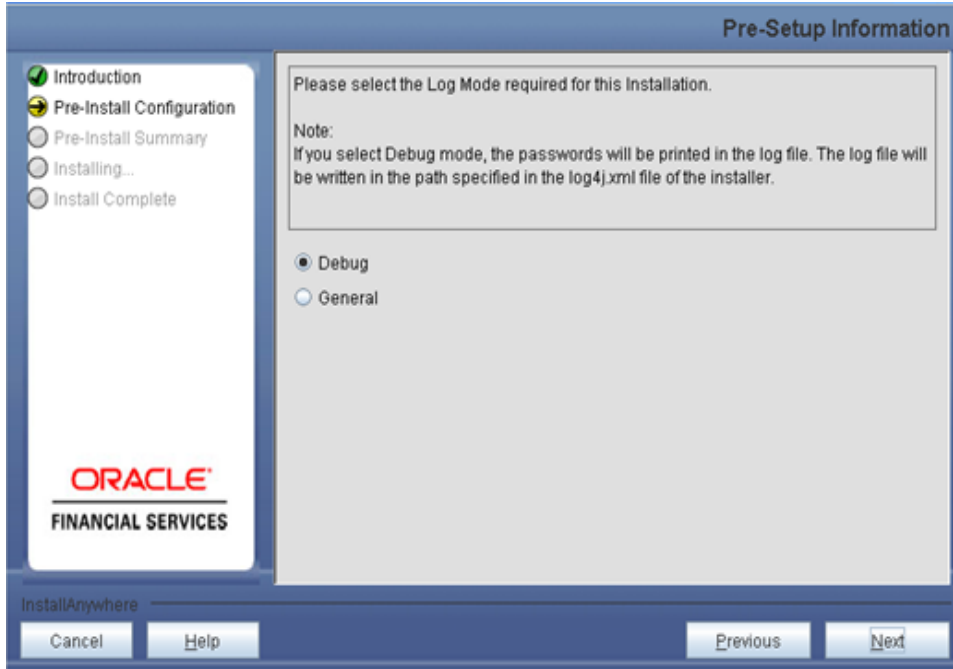 Pre-Setup Information
Introduction
Pre-Install Configuration
Pre-Install Summary
Installing...
Install Complete
Please select the Log Mode required for this Installation.
Note:
If you select Debug mode, the passwords will be printed in the log file. The log file will
be written in the path specified in the log4j.xml file of the installer.
Debug
General
ORACLE
FINANCIAL SERVICES
InstallAnywhere
Cancel
Help
Previous
Next